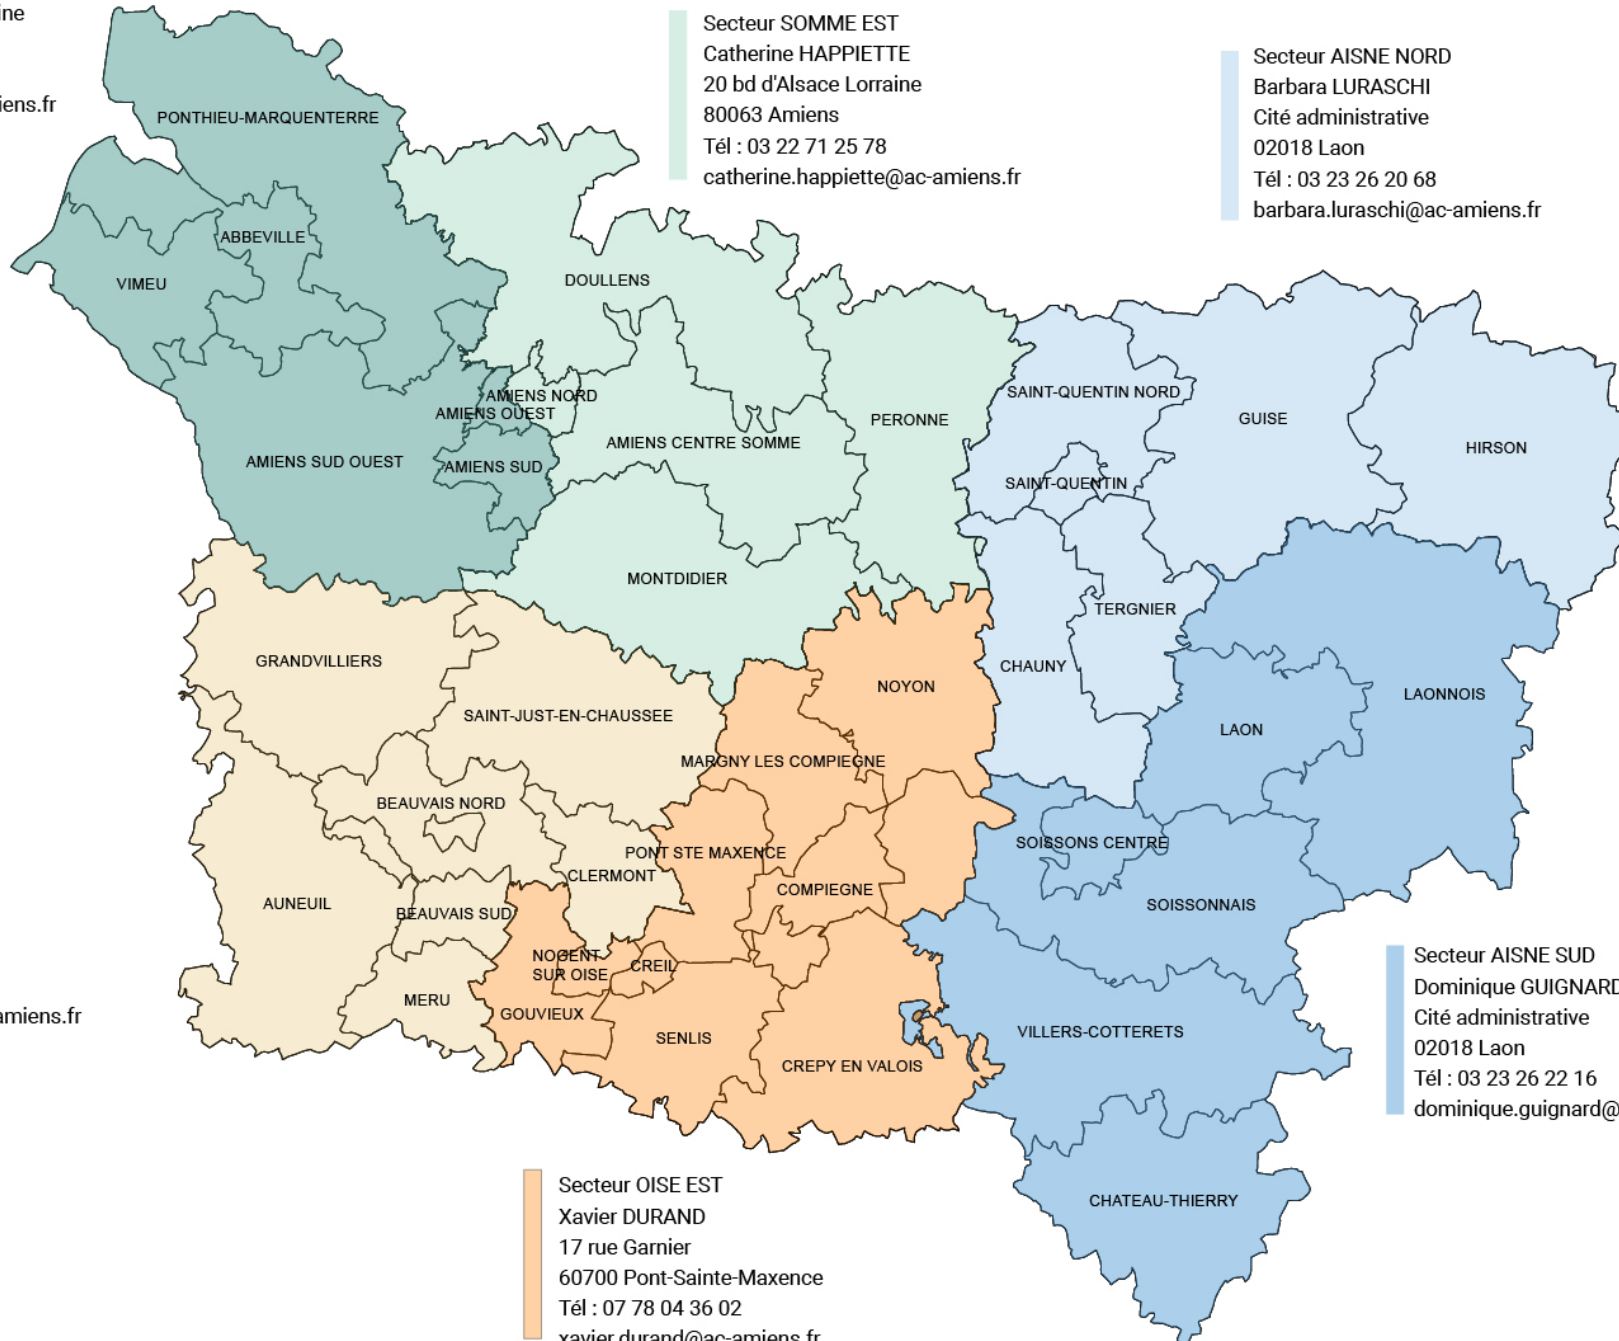 ine
iens.fr
Secteur SOMME EST
Catherine HAPPIETTE
20 bd d'Alsace Lorraine
80063 Amiens
Tél : 03 22 71 25 78
catherine.happiette@ac-amiens.fr
Secteur AISNE NORD
Barbara LURASCHI
Cité administrative
02018 Laon
Tél : 03 23 26 20 68
barbara.luraschi@ac-amiens.fr
PONTHIEU-MARQUENTERRE
ABBEVILLE
VIMEU
DOULLENS
AMIENS NORD
AMIENS OUEST
AMIENS SUD OUEST
AMIENS SUD
AMIENS CENTRE SOMME
PERONNE
MONTDIDIER
SAINT-QUENTIN NORD
GUISE
HIRSON
SAINT-QUENTIN
TERGNIER
CHAUNY
LAONNOIS
LAON
GRANDVILLIERS
SAINT-JUST-EN-CHAUSSEE
NOYON
MARGNY LES COMPIEGNE
BEAUVAIS NORD
PONT STE MAXENCE
CLERMONT
COMPIEGNE
AUNEUIL
BEAUVAIS SUD
SOISSONS CENTRE
SOISSONNAIS
NOGENT
SUR OISE
CREIL
MERU
GOUVIEUX
SENLIS
CREPY EN VALOIS
VILLERS-COTTERETS
CHATEAU-THIERRY
amiens.fr
Secteur AISNE SUD
Dominique GUIGNARD
Cité administrative
02018 Laon
Tél : 03 23 26 22 16
dominique.guignard@
Secteur OISE EST
Xavier DURAND
17 rue Garnier
60700 Pont-Sainte-Maxence
Tél : 07 78 04 36 02
xavier.durand@ac-amiens.fr